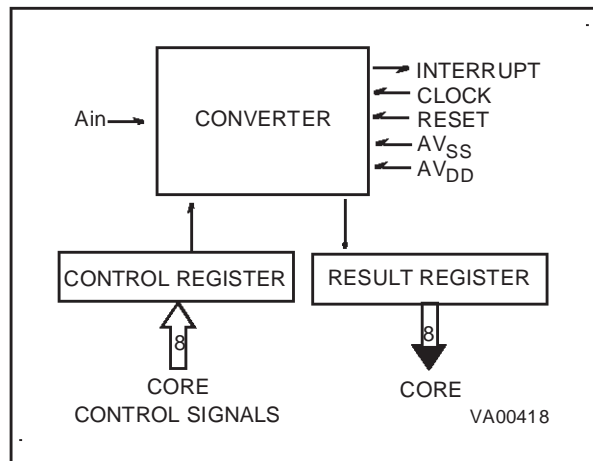 INTERRUPT
CLOCK
Ain
CONVERTER
RESET
AVSS
AVDD
CONTROL REGISTER
RESULT REGISTER
8
8
CORE
CONTROL SIGNALS
CORE
VA00418